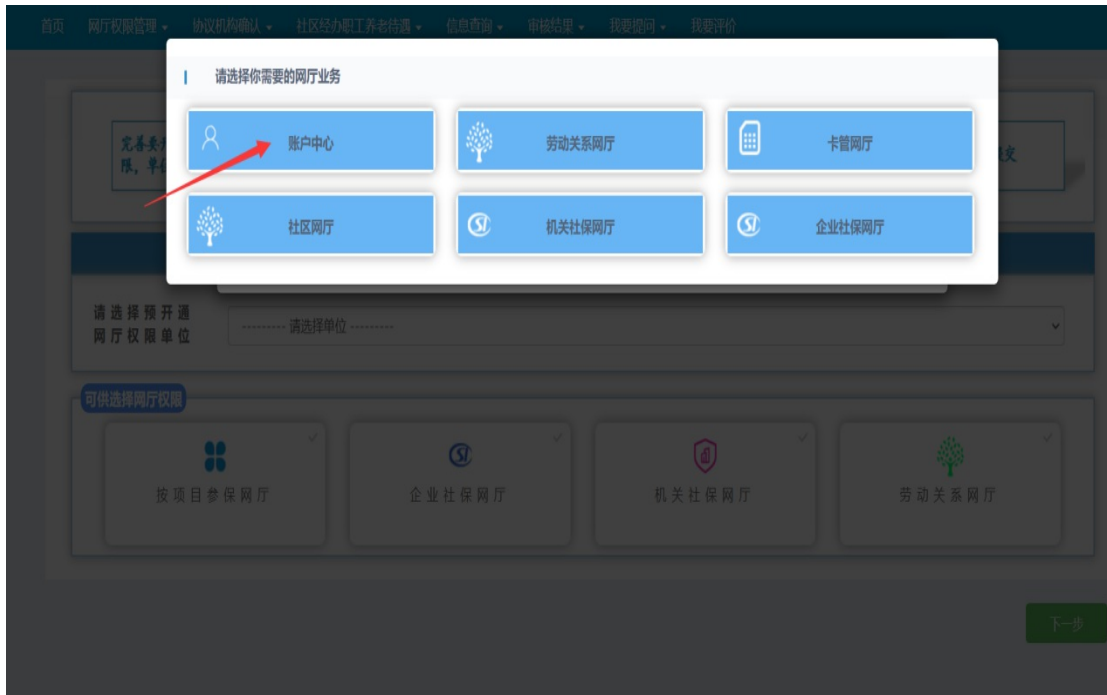 首页 网厅权限管理 协议机构确认 社区经办职工养老待遇 信息查询 审核结果 我要提问 我要评价
请选择你需要的网厅业务
账户中心 劳动关系网厅 卡管网厅
社区网厅 机关社保网厅 企业社保网厅
完善要
限，单
交
请选择预开通
网厅权限单位
--------- 请选择单位 ---------
可供选择网厅权限
按项目参保网厅 企业社保网厅 机关社保网厅 劳动关系网厅
下一步